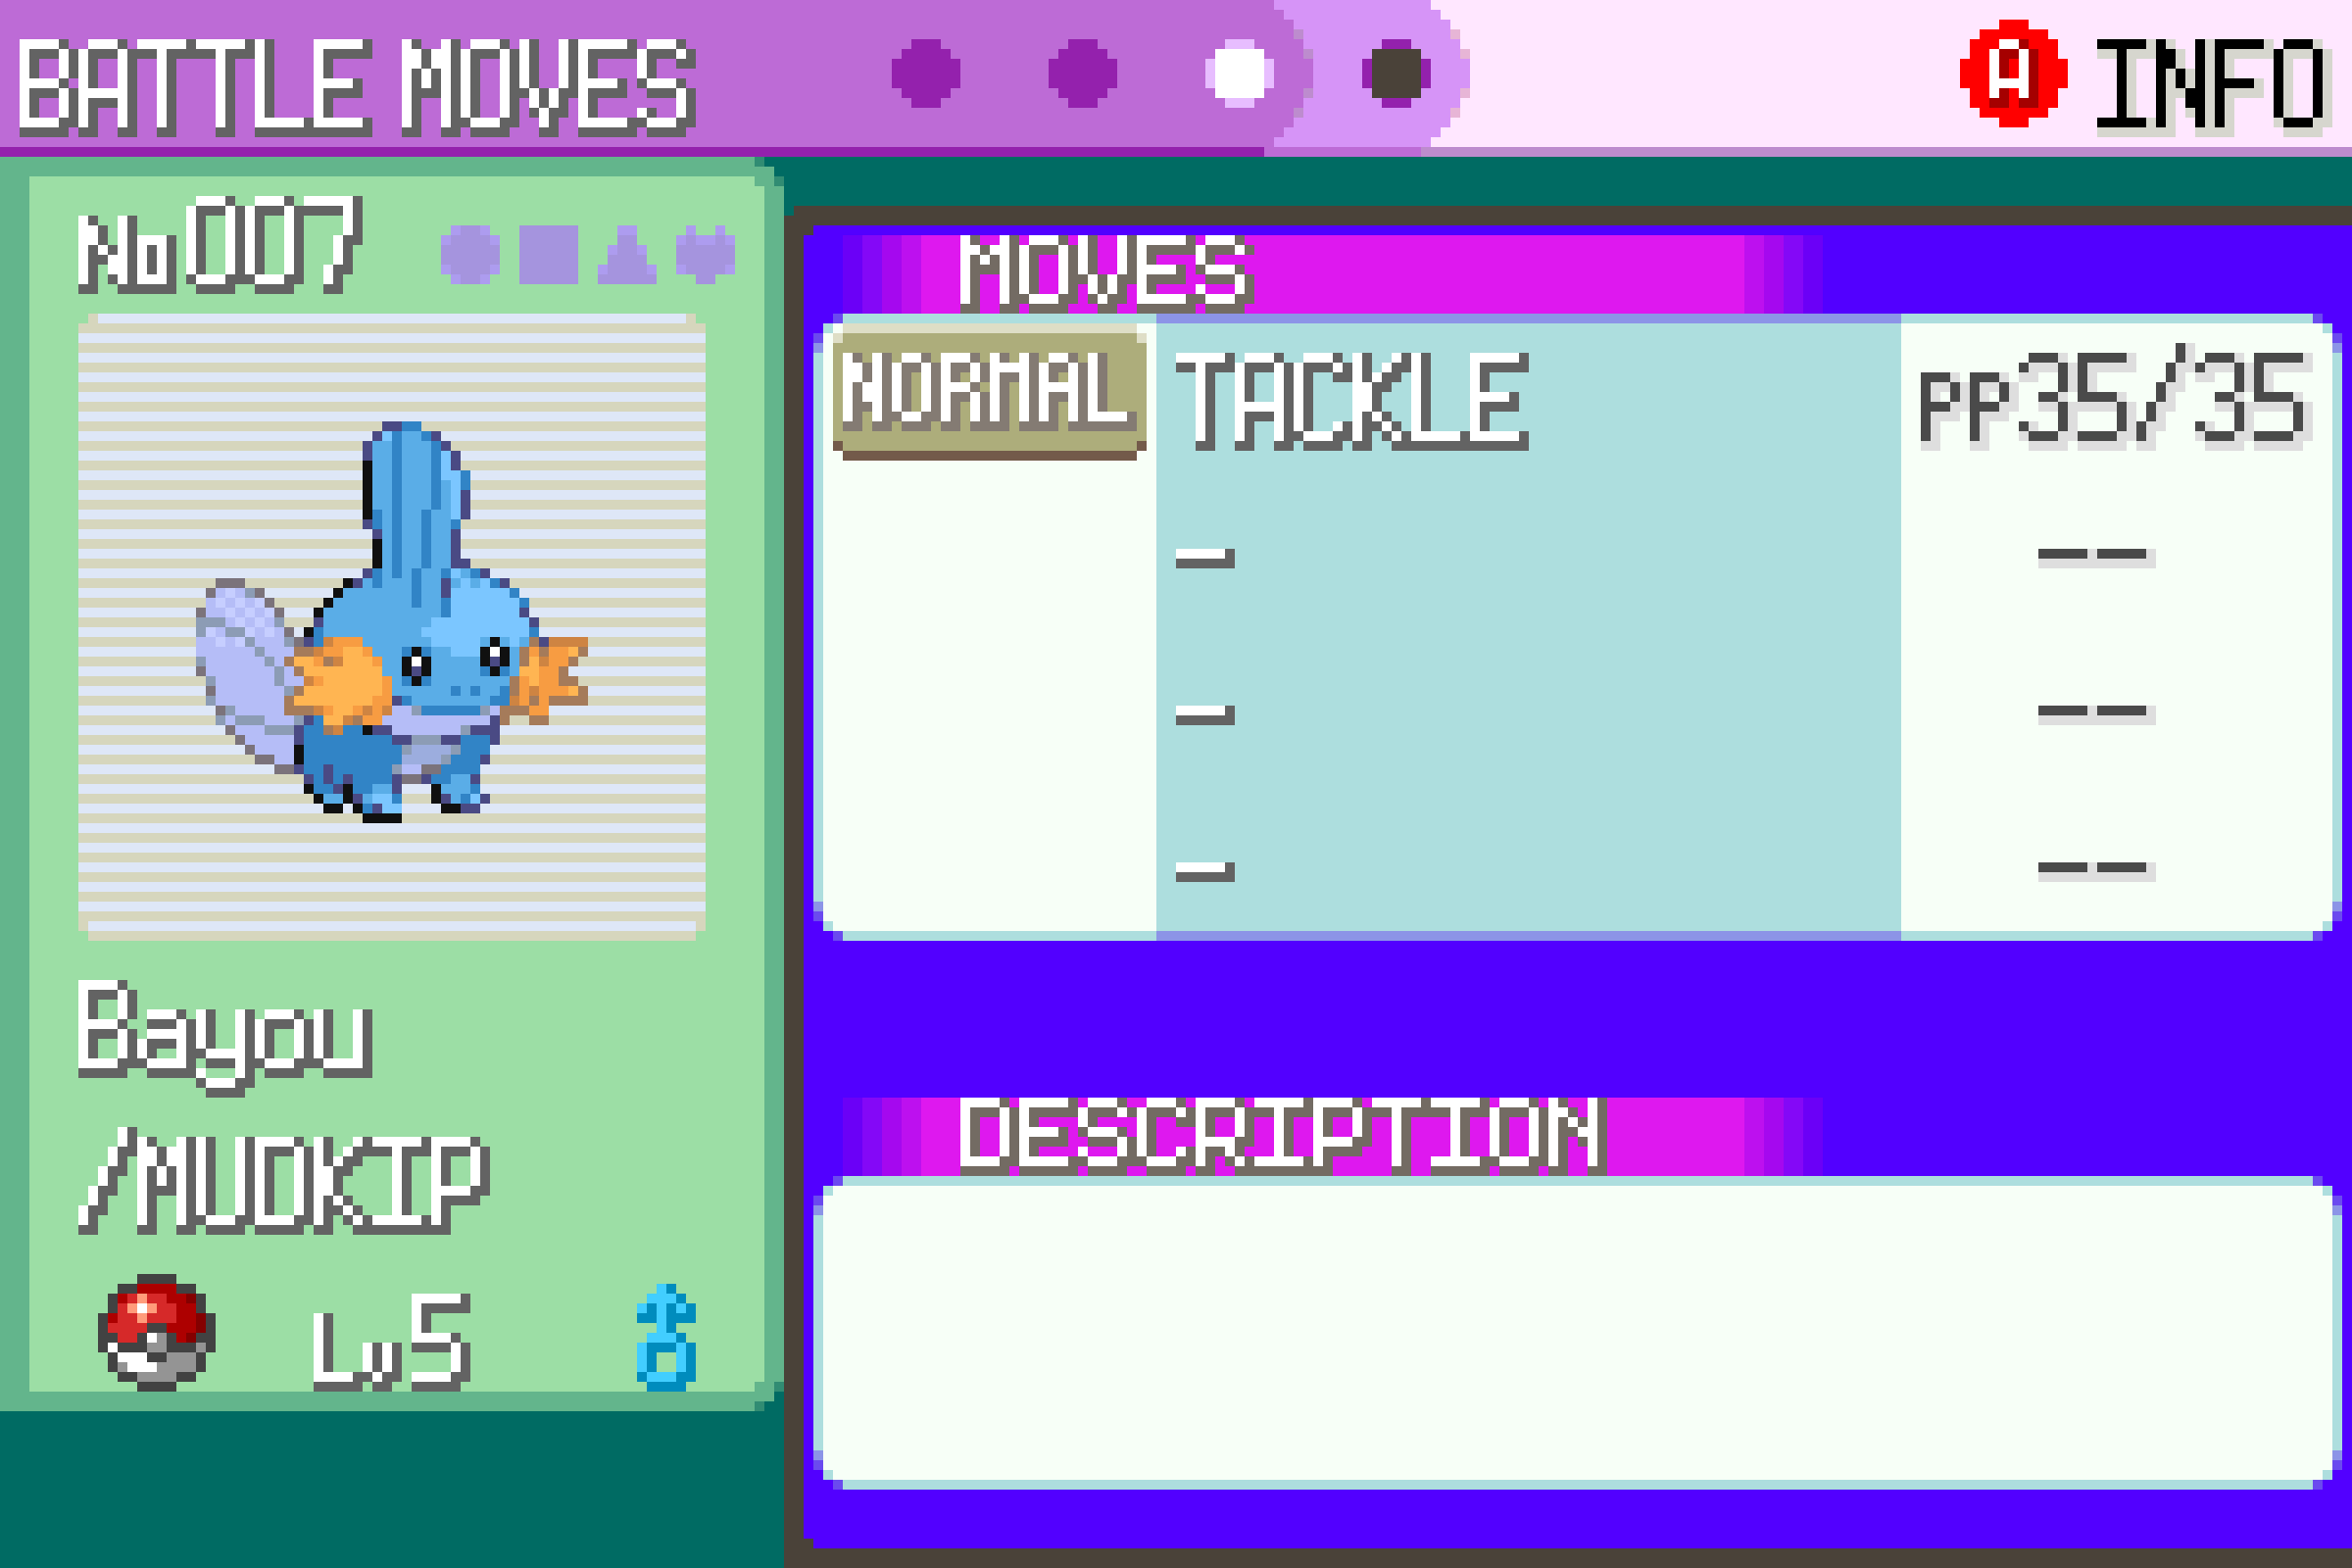 BATTLE MOVES
A INFO
No007
MOVES
NORMAL TACKLE PP35/35
– --
– --
– --
Bayou
/MUDKIP
Lv5 ♂
DESCRIPTION